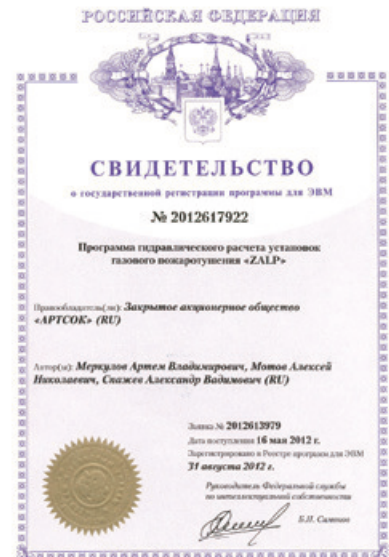 РОССИЙСКАЯ ФЕДЕРАЦИЯ
СВИДЕТЕЛЬСТВО
о государственной регистрации программы для ЭВМ
№ 2012617922
Программа гидравлического расчета установок
газового пожаротушения «ZALP»
Правообладатель(ли): Закрытое акционерное общество
«АРТСОК» (RU)
Автор(ы): Меркулов Артем Владимирович, Мотов Алексей
Николаевич, Спажев Александр Вадимович (RU)
Заявка № 2012613979
Дата поступления 16 мая 2012 г.
Зарегистрировано в Реестре программ для ЭВМ
31 августа 2012 г.
Руководитель Федеральной службы
по интеллектуальной собственности
Б.П. Симонов